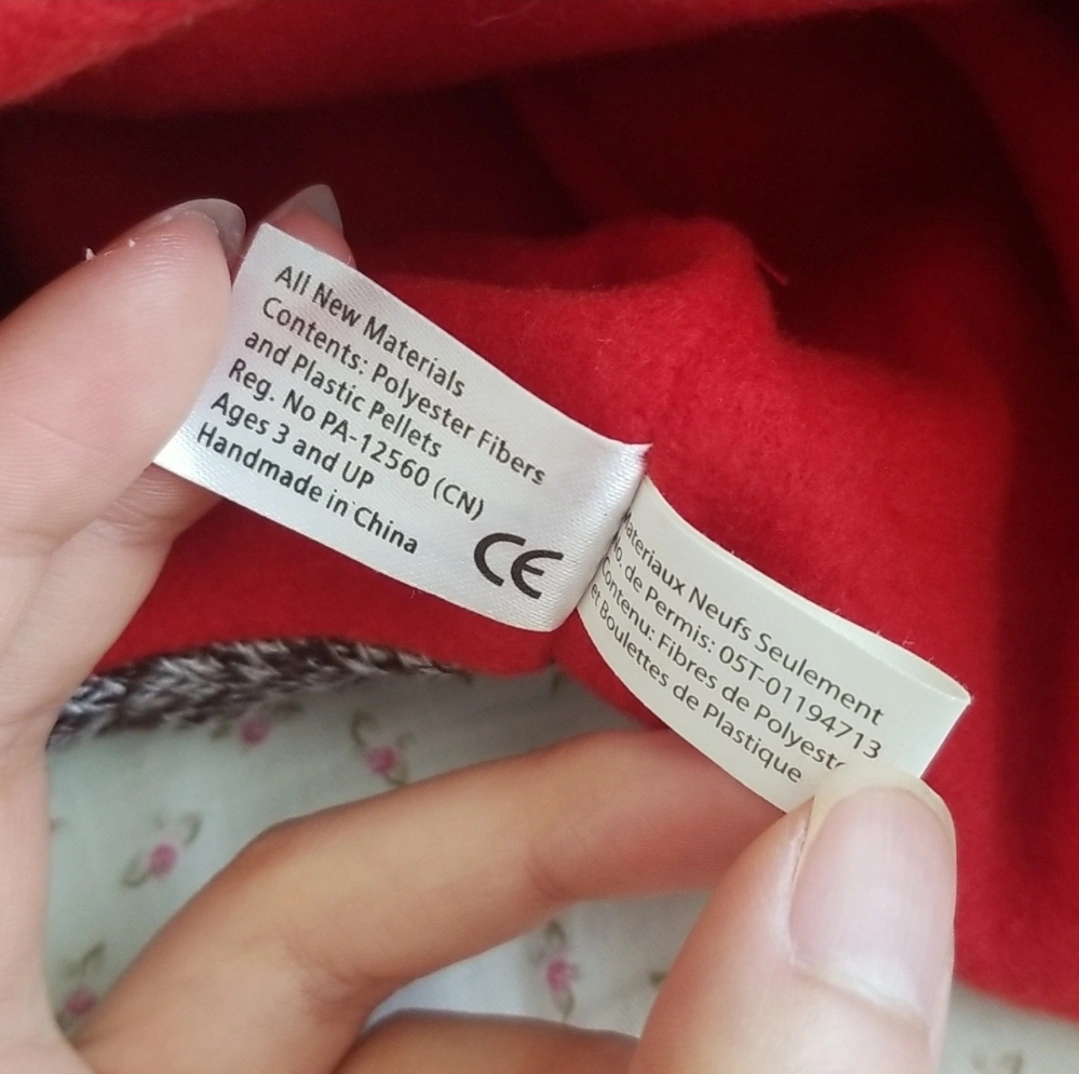 All New Materials
Contents: Polyester Fibers
and Plastic Pellets
Reg. No PA-12560 (CN)
Ages 3 and UP
Handmade in China
CE
Materiaux Neufs Seulement
No. de Permis: 05T-01194713
Contenu: Fibres de
et Boulettes de Plastique